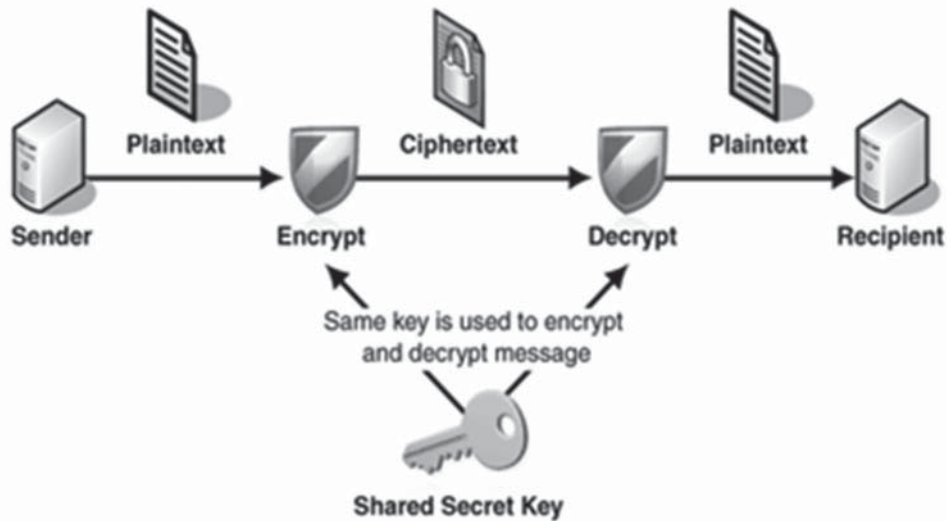 Plaintext
Ciphertext
Plaintext
Sender
Encrypt
Decrypt
Recipient
Same key is used to encrypt
and decrypt message
Shared Secret Key